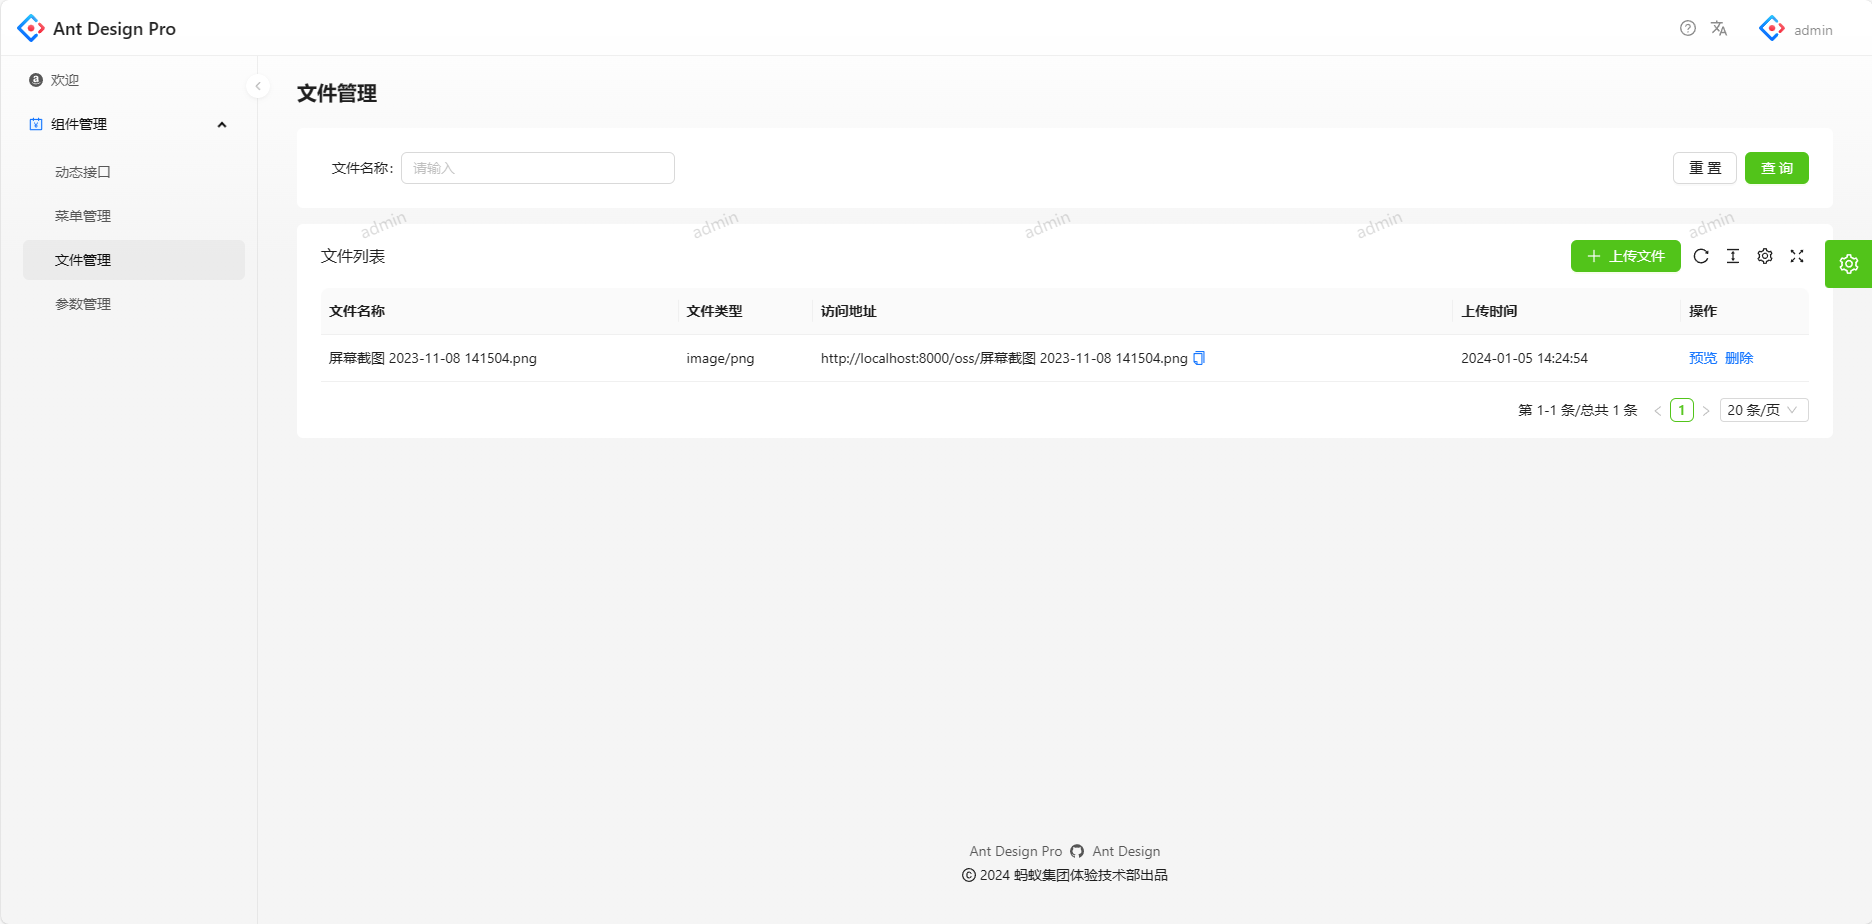 Ant Design Pro
admin
欢迎
组件管理
动态接口
菜单管理
文件管理
参数管理
文件管理
文件名称: 请输入 重 置 查 询
admin admin admin admin admin
文件列表 上传文件
文件名称 文件类型 访问地址 上传时间 操作
屏幕截图 2023-11-08 141504.png image/png http://localhost:8000/oss/屏幕截图 2023-11-08 141504.png 2024-01-05 14:24:54 预览 删除
第 1-1 条/总共 1 条 < 1 > 20 条/页
Ant Design Pro Ant Design
© 2024 蚂蚁集团体验技术部出品